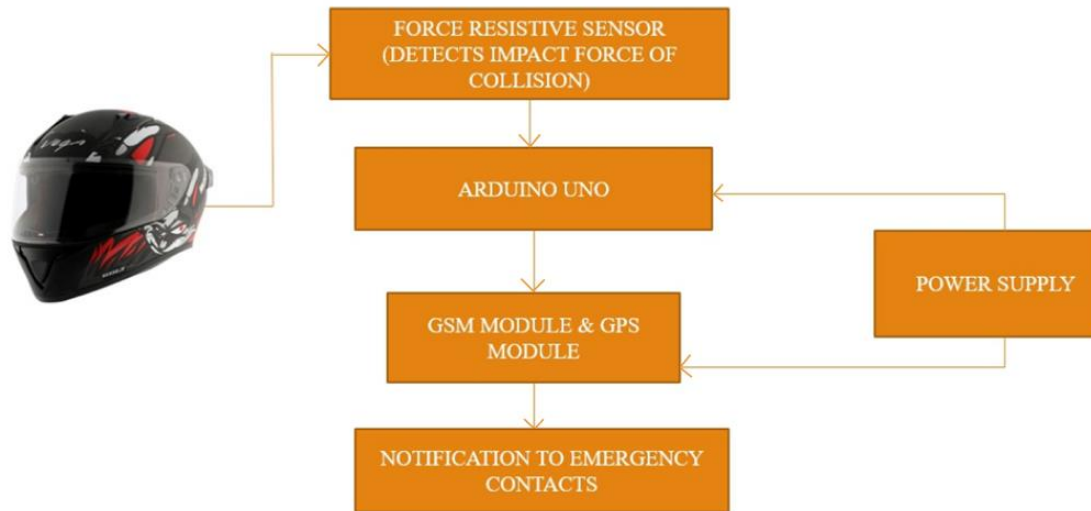 FORCE RESISTIVE SENSOR
(DETECTS IMPACT FORCE OF
COLLISION)
ARDUINO UNO
POWER SUPPLY
GSM MODULE & GPS
MODULE
NOTIFICATION TO EMERGENCY
CONTACTS